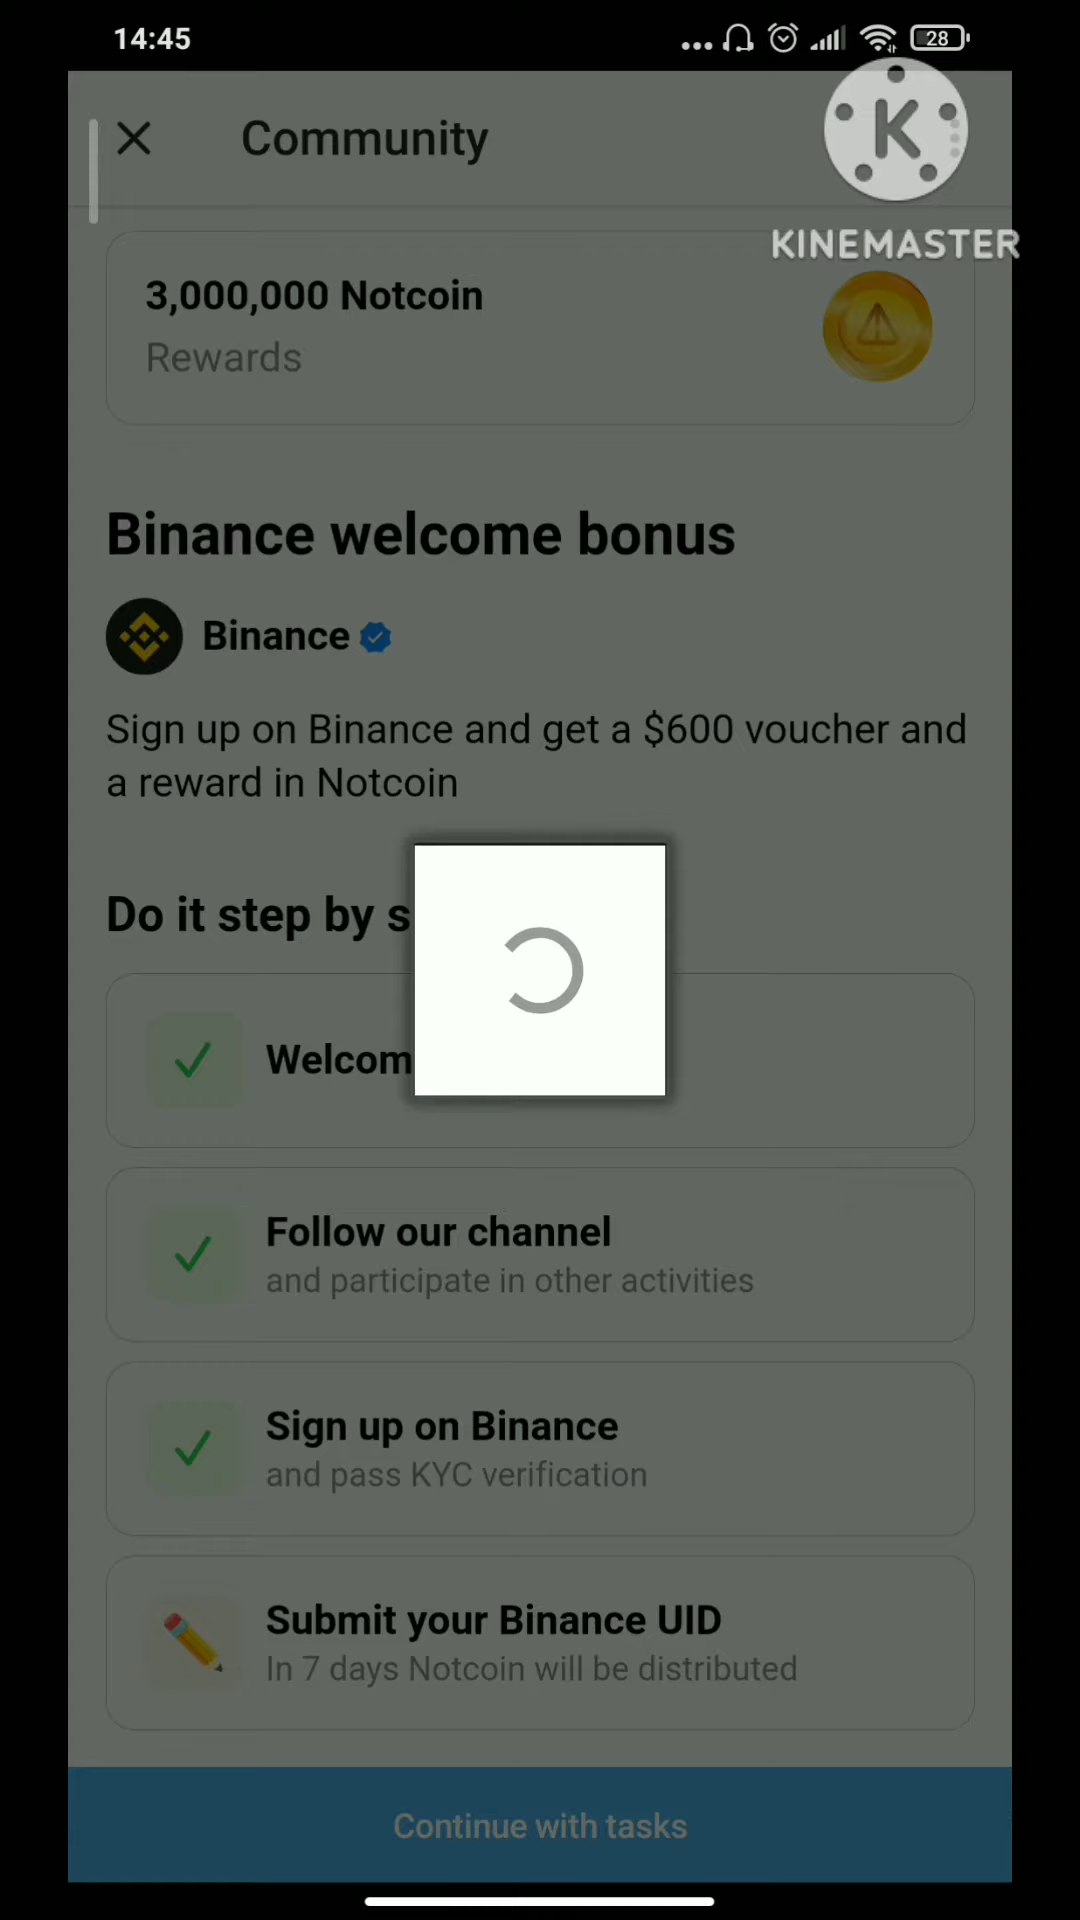 14:45
28
Community
K
KINEMASTER
3,000,000 Notcoin
Rewards
Binance welcome bonus
Binance
Sign up on Binance and get a $600 voucher and
a reward in Notcoin
Do it step by s
Welcom
Follow our channel
and participate in other activities
Sign up on Binance
and pass KYC verification
Submit your Binance UID
In 7 days Notcoin will be distributed
Continue with tasks